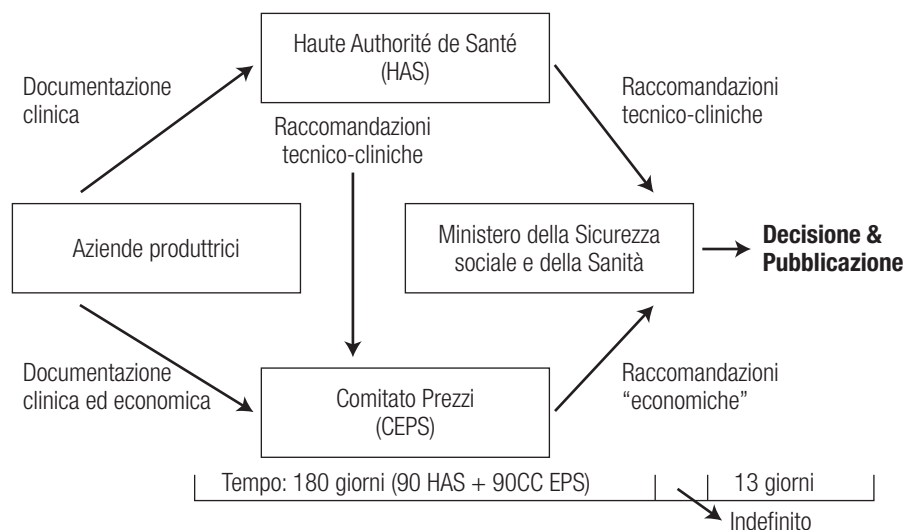 Haute Authorité de Santé
(HAS)
Documentazione
clinica
Raccomandazioni
tecnico-cliniche
Raccomandazioni
tecnico-cliniche
Aziende produttrici
Ministero della Sicurezza
sociale e della Sanità
Decisione &
Pubblicazione
Documentazione
clinica ed economica
Comitato Prezzi
(CEPS)
Raccomandazioni
“economiche”
Tempo: 180 giorni (90 HAS + 90CC EPS)
13 giorni
Indefinito